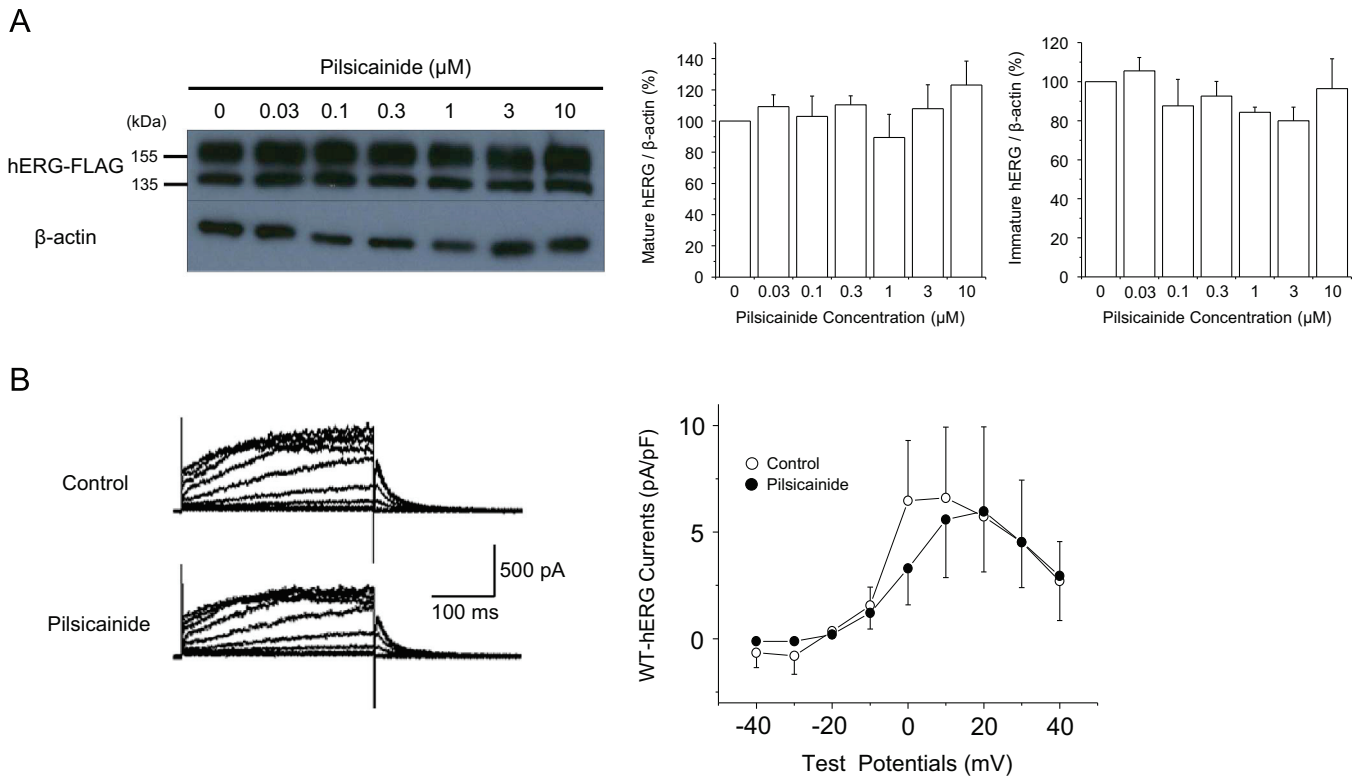 A
Pilsicainide (µM)
0 0.03 0.1 0.3 1 3 10
(kDa)
hERG-FLAG
155
135
β-actin
Mature hERG / β-actin (%)
140
120
100
80
60
40
20
0
0 0.03 0.1 0.3 1 3 10
Pilsicainide Concentration (µM)
Immature hERG / β-actin (%)
120
100
80
60
40
20
0
0 0.03 0.1 0.3 1 3 10
Pilsicainide Concentration (µM)
B
Control
Pilsicainide
500 pA
100 ms
WT-hERG Currents (pA/pF)
10
5
0
Control
Pilsicainide
-40 -20 0 20 40
Test Potentials (mV)